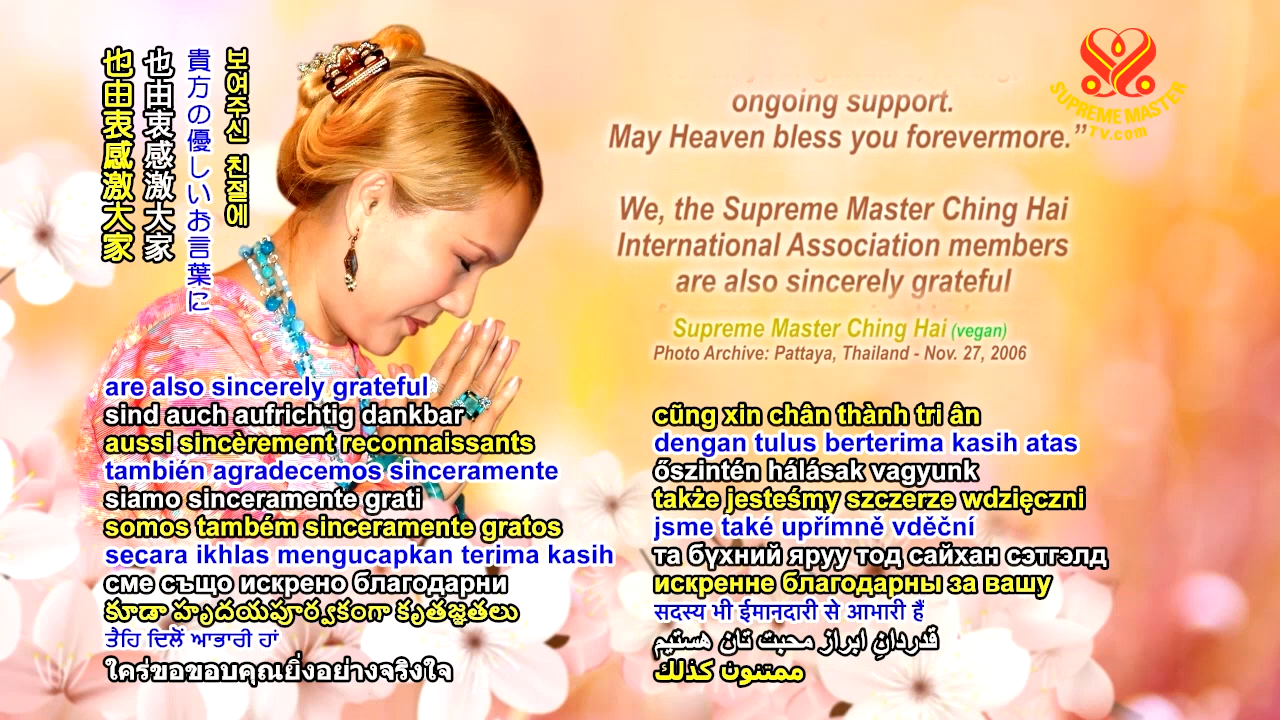 也由衷感激大家
也由衷感激大家
貴方の優しいお言葉に
보여주신 친절에
SUPREME MASTER
TV.com
ongoing support.
May Heaven bless you forevermore.”
We, the Supreme Master Ching Hai
International Association members
are also sincerely grateful
Supreme Master Ching Hai (vegan)
Photo Archive: Pattaya, Thailand - Nov. 27, 2006
are also sincerely grateful
sind auch aufrichtig dankbar
aussi sincèrement reconnaissants
también agradecemos sinceramente
siamo sinceramente grati
somos também sinceramente gratos
secara ikhlas mengucapkan terima kasih
сме също искрено благодарни
కూడా హృదయపూర్వకంగా కృతజ్ఞతలు
ਤੈਹਿ ਦਿਲੋਂ ਆਭਾਰੀ ਹਾਂ
ใคร่ขอขอบคุณยิ่งอย่างจริงใจ
cũng xin chân thành tri ân
dengan tulus berterima kasih atas
őszintén hálásak vagyunk
także jesteśmy szczerze wdzięczni
jsme také upřímně vděční
та бүхний яруу тод сайхан сэтгэлд
искренне благодарны за вашу
सदस्य भी ईमानदारी से आभारी हैं
قدردانِ ابراز محبت تان هستیم
ممتنون كذلك